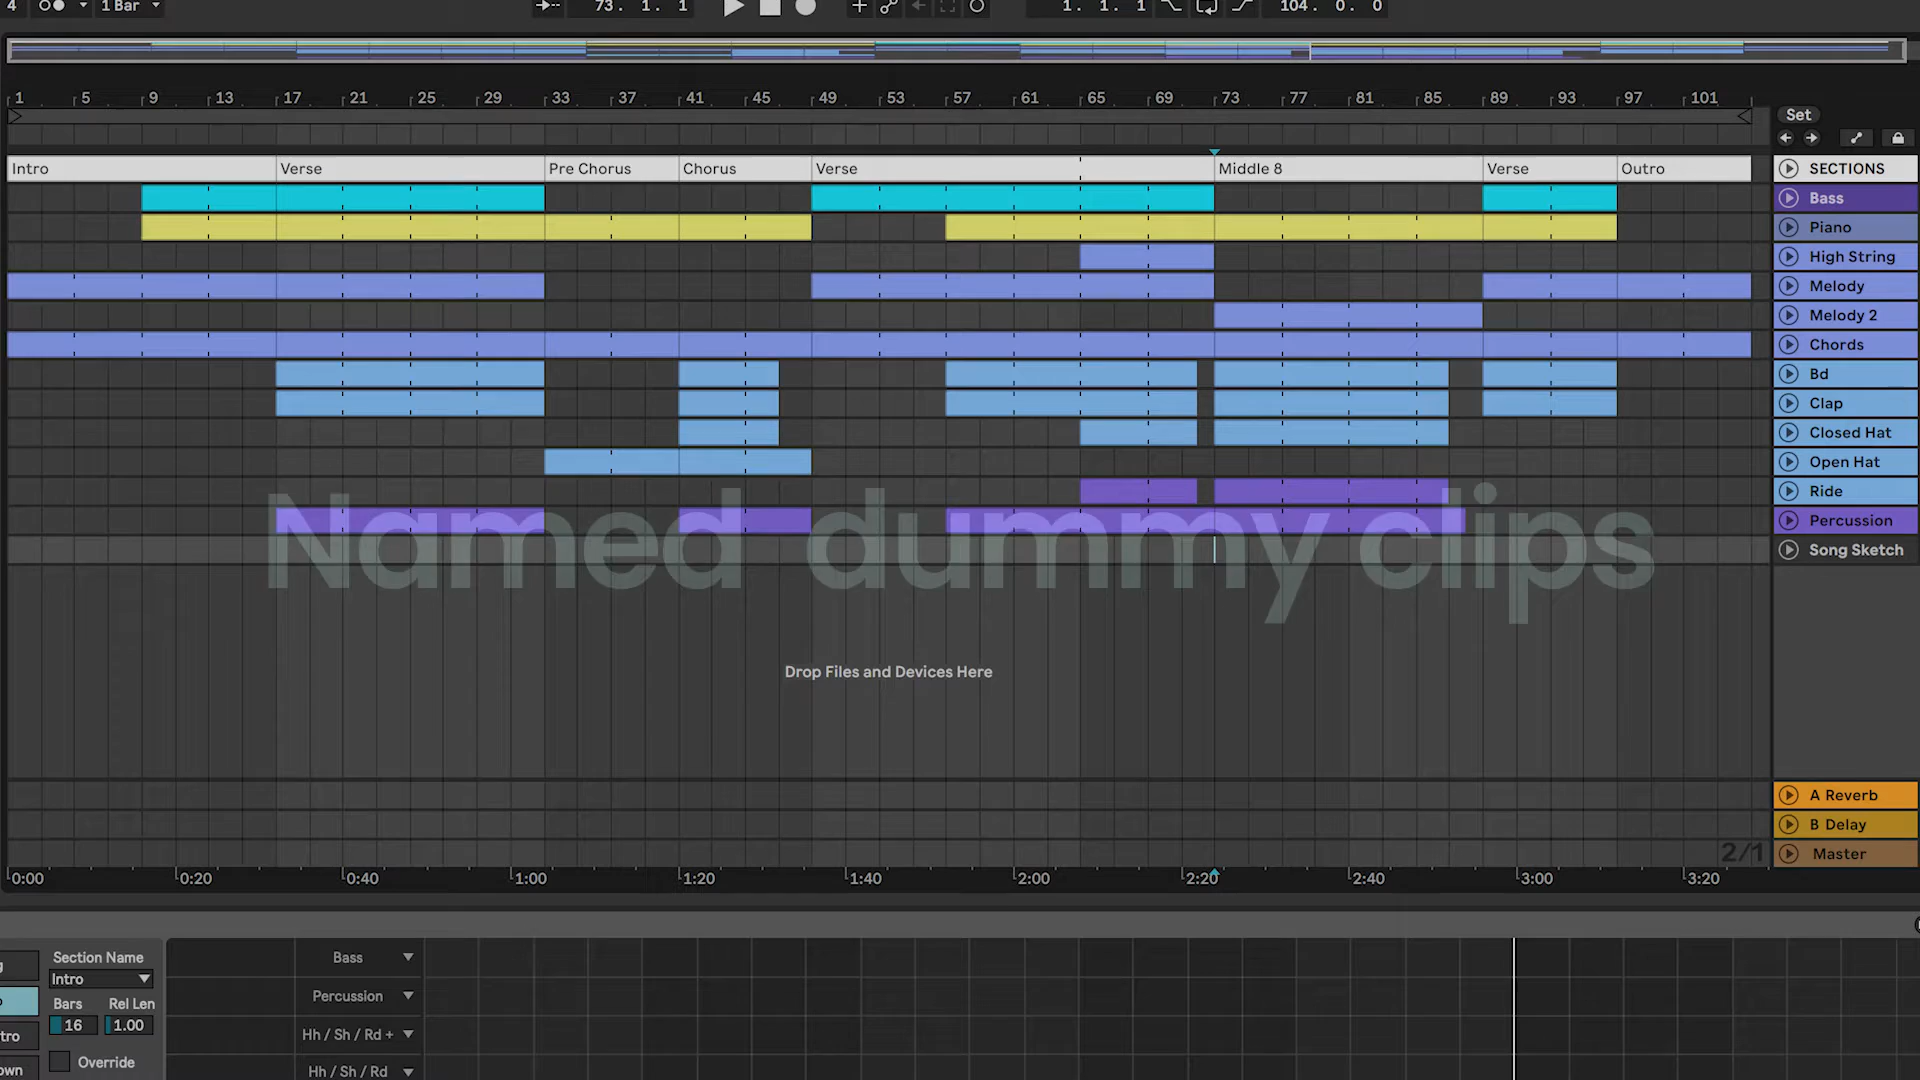 4 1 Bar 73. 1. 1 1. 1. 1 104. 0. 0
1 5 9 13 17 21 25 29 33 37 41 45 49 53 57 61 65 69 73 77 81 85 89 93 97 101
Set
Intro Verse Pre Chorus Chorus Verse Middle 8 Verse Outro SECTIONS
Bass
Piano
High String
Melody
Melody 2
Chords
Bd
Clap
Closed Hat
Open Hat
Ride
Percussion
Song Sketch
Named dummy clips
Drop Files and Devices Here
A Reverb
B Delay
2/1 Master
0:00 0:20 0:40 1:00 1:20 1:40 2:00 2:20 2:40 3:00 3:20
Section Name
Intro
Bars Rel Len
16 1.00
Override
Bass
Percussion
Hh / Sh / Rd +
Hh / Sh / Rd